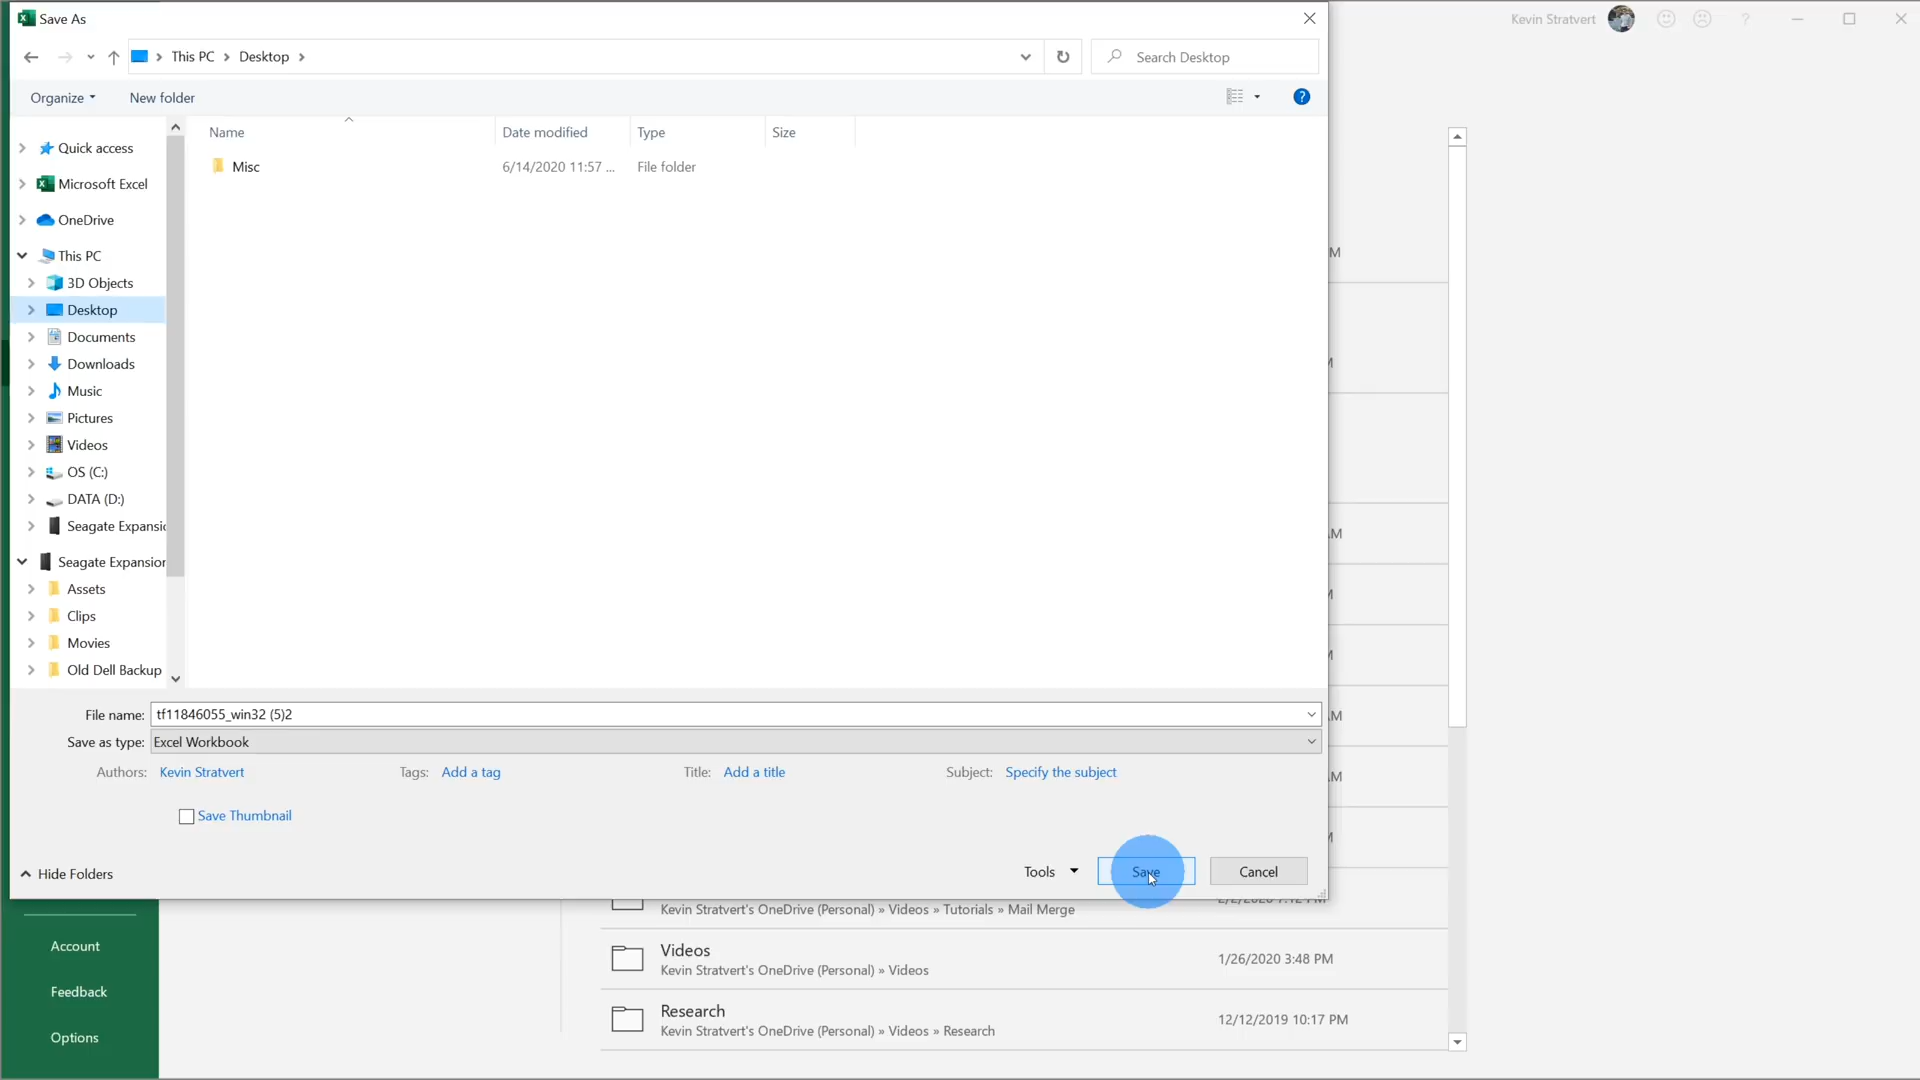 Save As
Kevin Stratvert
?
This PC
Desktop
Search Desktop
Organize
New folder
?
Name
Date modified
Type
Size
Misc
6/14/2020 11:57 ...
File folder
Quick access
Microsoft Excel
OneDrive
This PC
3D Objects
Desktop
Documents
Downloads
Music
Pictures
Videos
OS (C:)
DATA (D:)
Seagate Expansio
Seagate Expansion
Assets
Clips
Movies
Old Dell Backup
M
M
M
M
M
M
M
M
File name: tf11846055_win32 (5)2
Save as type: Excel Workbook
Authors: Kevin Stratvert
Tags: Add a tag
Title: Add a title
Subject: Specify the subject
Save Thumbnail
Hide Folders
Tools
Save
Cancel
2/2/2020 7:12 PM
Kevin Stratvert's OneDrive (Personal) » Videos » Tutorials » Mail Merge
Account
Videos
Kevin Stratvert's OneDrive (Personal) » Videos
1/26/2020 3:48 PM
Feedback
Research
Kevin Stratvert's OneDrive (Personal) » Videos » Research
12/12/2019 10:17 PM
Options